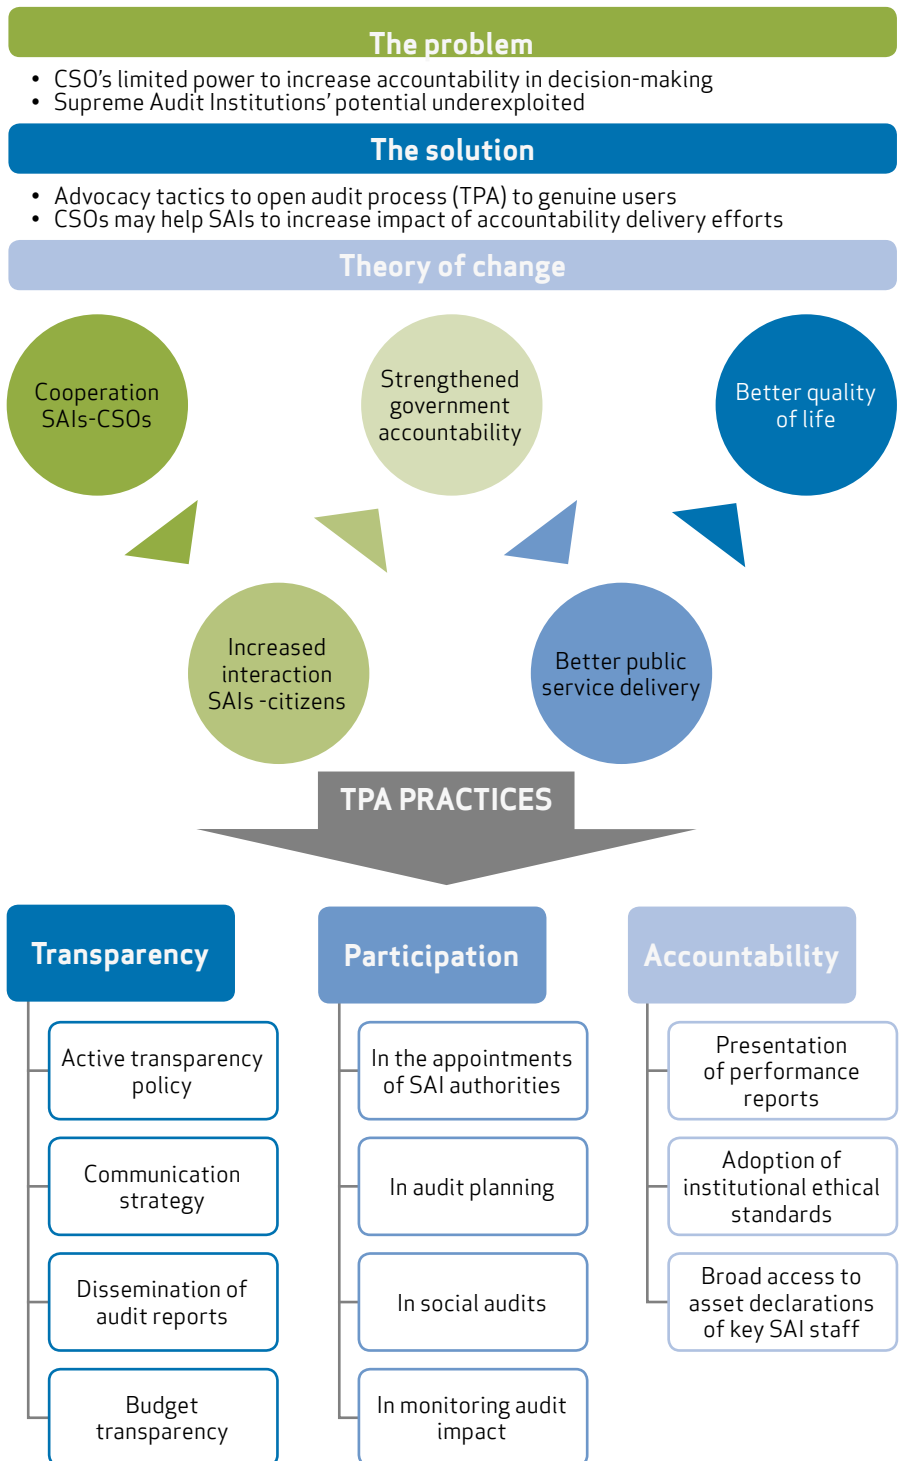 The problem
• CSO’s limited power to increase accountability in decision-making
• Supreme Audit Institutions’ potential underexploited
The solution
• Advocacy tactics to open audit process (TPA) to genuine users
• CSOs may help SAIs to increase impact of accountability delivery efforts
Theory of change
Cooperation
SAIs-CSOs
Strengthened
government
accountability
Better quality
of life
Increased
interaction
SAIs -citizens
Better public
service delivery
TPA PRACTICES
Transparency
Active transparency
policy
Communication
strategy
Dissemination of
audit reports
Budget
transparency
Participation
In the appointments
of SAI authorities
In audit planning
In social audits
In monitoring audit
impact
Accountability
Presentation
of performance
reports
Adoption of
institutional ethical
standards
Broad access to
asset declarations
of key SAI staff